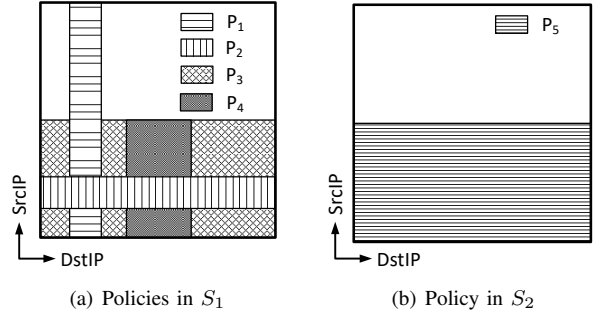 P1
P2
P3
P4
SrcIP
DstIP
(a) Policies in S1
P5
SrcIP
DstIP
(b) Policy in S2